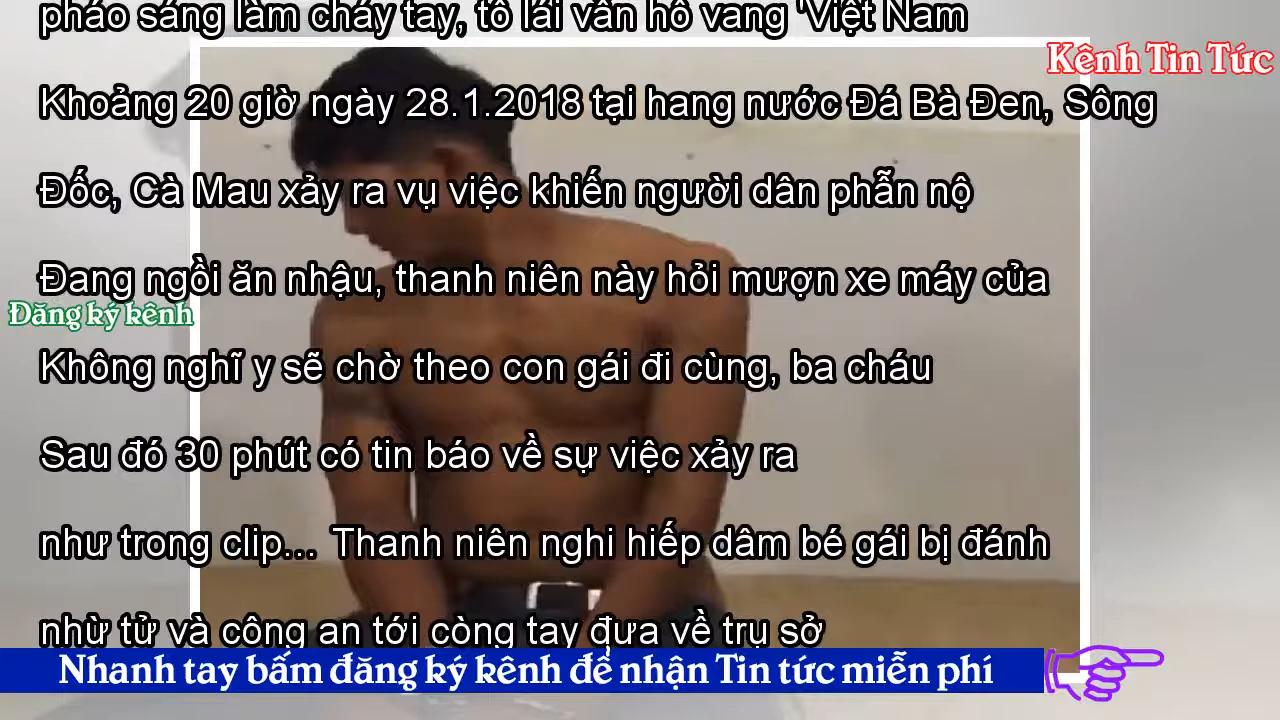 pháo sáng làm cháy tay, tô lái vẫn hô vang 'Việt Nam
Kênh Tin Tức
Khoảng 20 giờ ngày 28.1.2018 tại hang nước Đá Bà Đen, Sông
Đốc, Cà Mau xảy ra vụ việc khiến người dân phẫn nộ
Đang ngồi ăn nhậu, thanh niên này hỏi mượn xe máy của
Đăng ký kênh
Không nghĩ y sẽ chờ theo con gái đi cùng, ba cháu
Sau đó 30 phút có tin báo về sự việc xảy ra
như trong clip... Thanh niên nghi hiếp dâm bé gái bị đánh
nhừ tử và công an tới còng tay đưa về trụ sở
Nhanh tay bấm đăng ký kênh để nhận Tin tức miễn phí